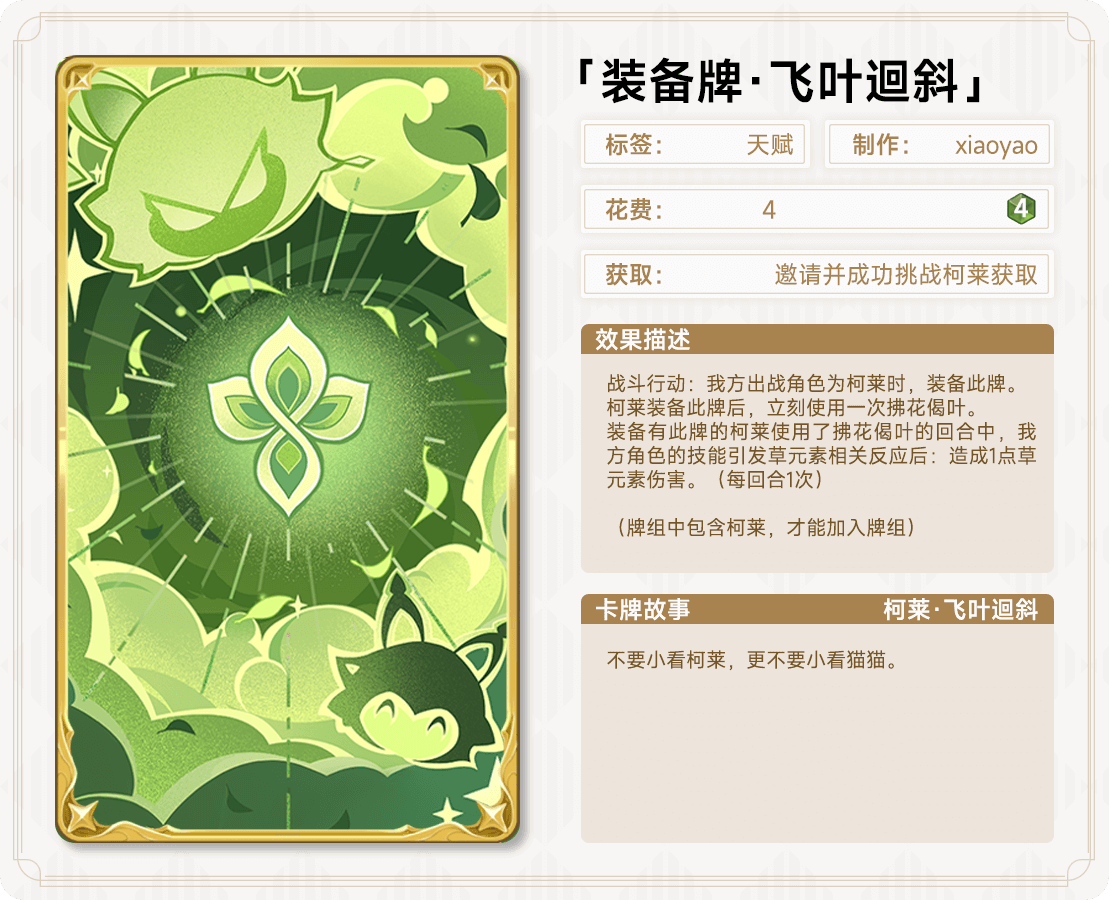 「装备牌·飞叶迴斜」
标签： 天赋
制作： xiaoyao
花费： 4 4
获取： 邀请并成功挑战柯莱获取
效果描述
战斗行动：我方出战角色为柯莱时，装备此牌。
柯莱装备此牌后，立刻使用一次拂花偈叶。
装备有此牌的柯莱使用了拂花偈叶的回合中，我
方角色的技能引发草元素相关反应后：造成1点草
元素伤害。（每回合1次）
（牌组中包含柯莱，才能加入牌组）
卡牌故事 柯莱·飞叶迴斜
不要小看柯莱，更不要小看猫猫。